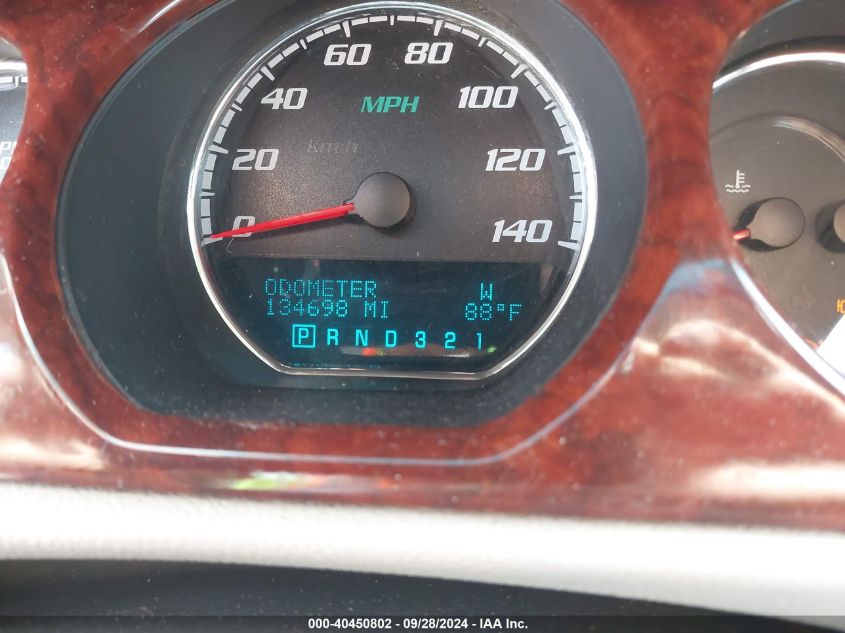 60 80
40 100
MPH
km/h
20 120
0 140
ODOMETER W
134698 MI 88°F
P R N D 3 2 1
000-40450802 / 09/28/2024 - IAA Inc.